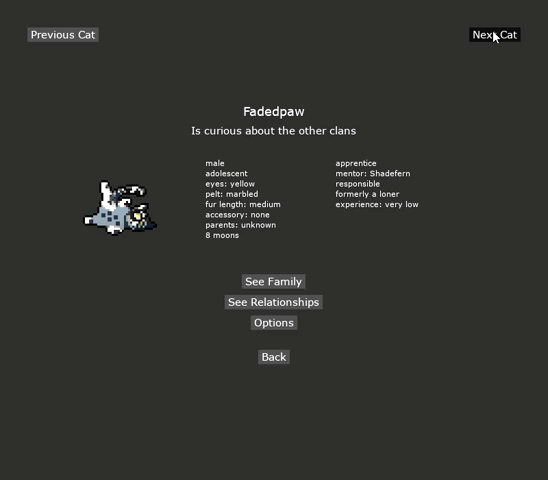 Previous Cat
Next Cat
Fadedpaw
Is curious about the other clans
male
adolescent
eyes: yellow
pelt: marbled
fur length: medium
accessory: none
parents: unknown
8 moons
apprentice
mentor: Shadefern
responsible
formerly a loner
experience: very low
See Family
See Relationships
Options
Back